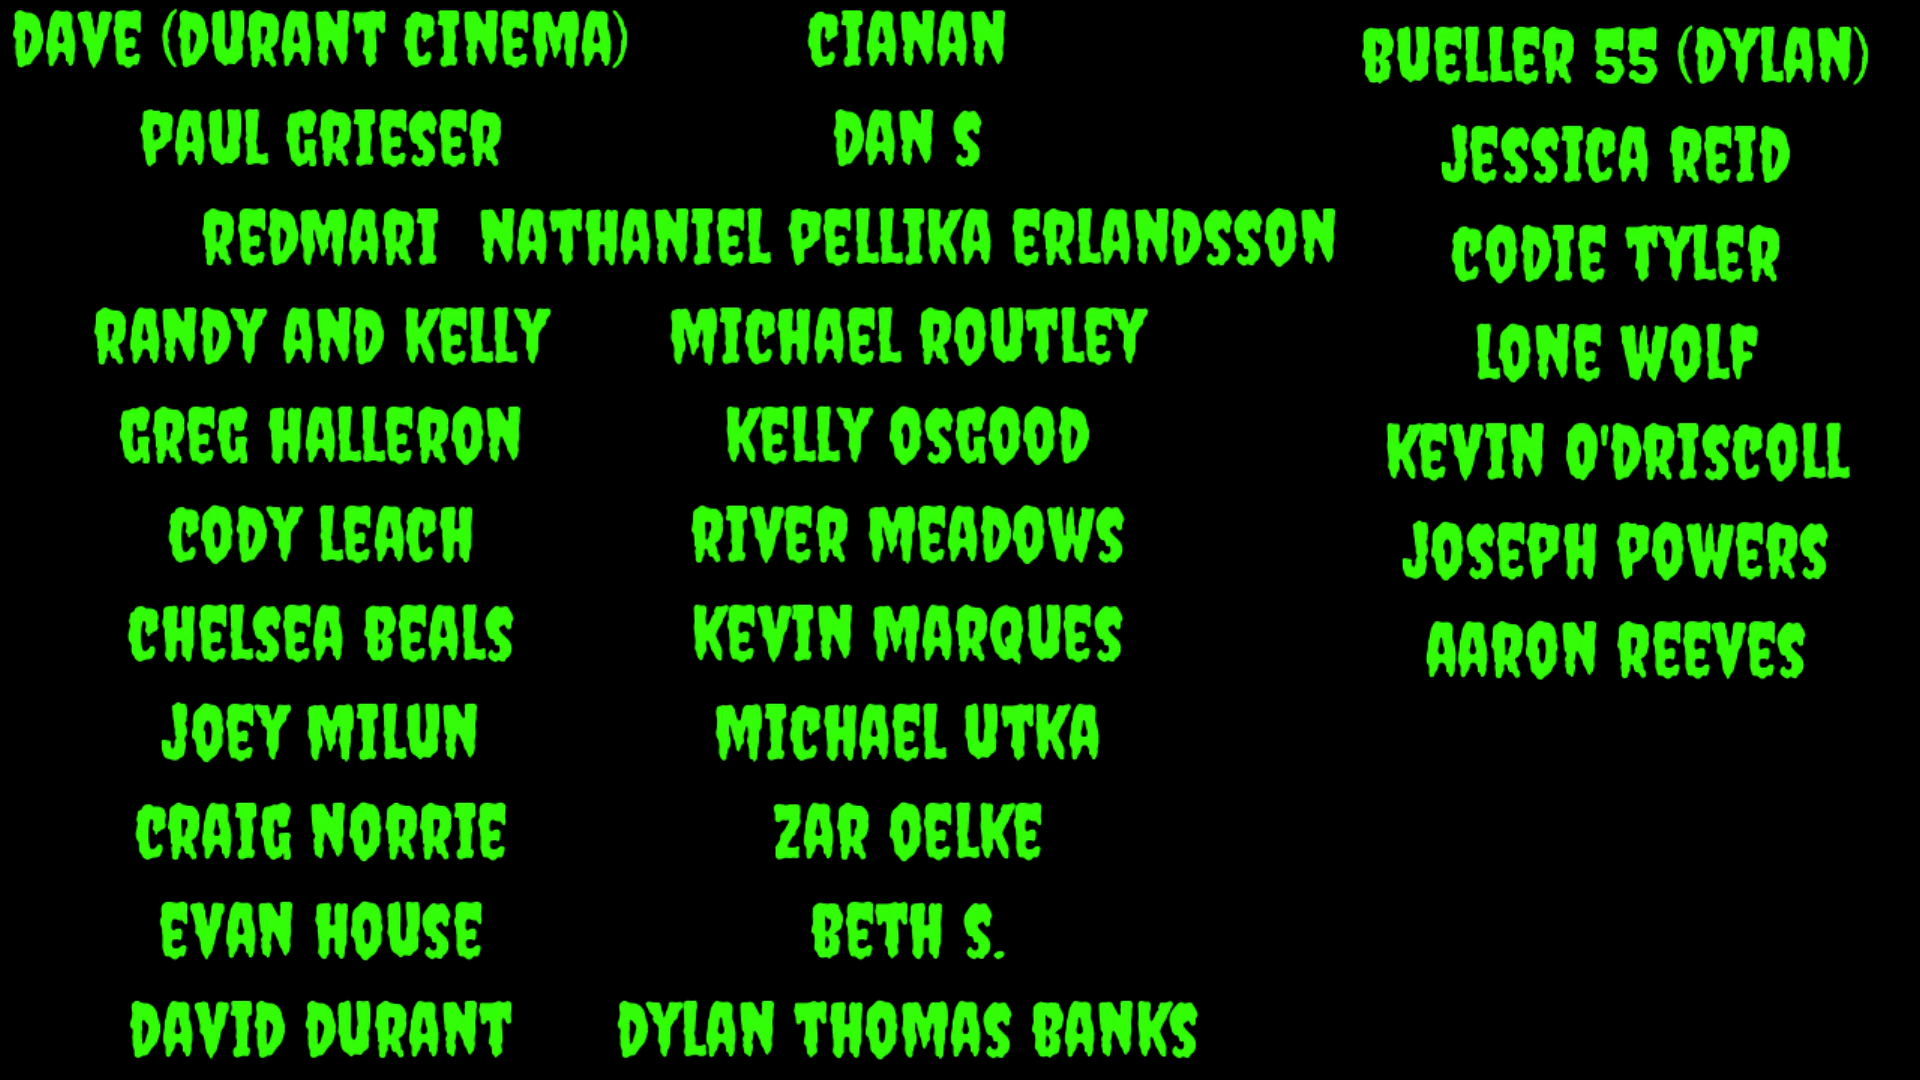 DAVE (DURANT CINEMA)
PAUL GRIESER
REDMARI
RANDY AND KELLY
GREG HALLERON
CODY LEACH
CHELSEA BEALS
JOEY MILUN
CRAIG NORRIE
EVAN HOUSE
DAVID DURANT
CIANAN
DAN S
NATHANIEL PELLIKA ERLANDSSON
MICHAEL ROUTLEY
KELLY OSGOOD
RIVER MEADOWS
KEVIN MARQUES
MICHAEL UTKA
ZAR OELKE
BETH S.
DYLAN THOMAS BANKS
BUELLER 55 (DYLAN)
JESSICA REID
CODIE TYLER
LONE WOLF
KEVIN O'DRISCOLL
JOSEPH POWERS
AARON REEVES